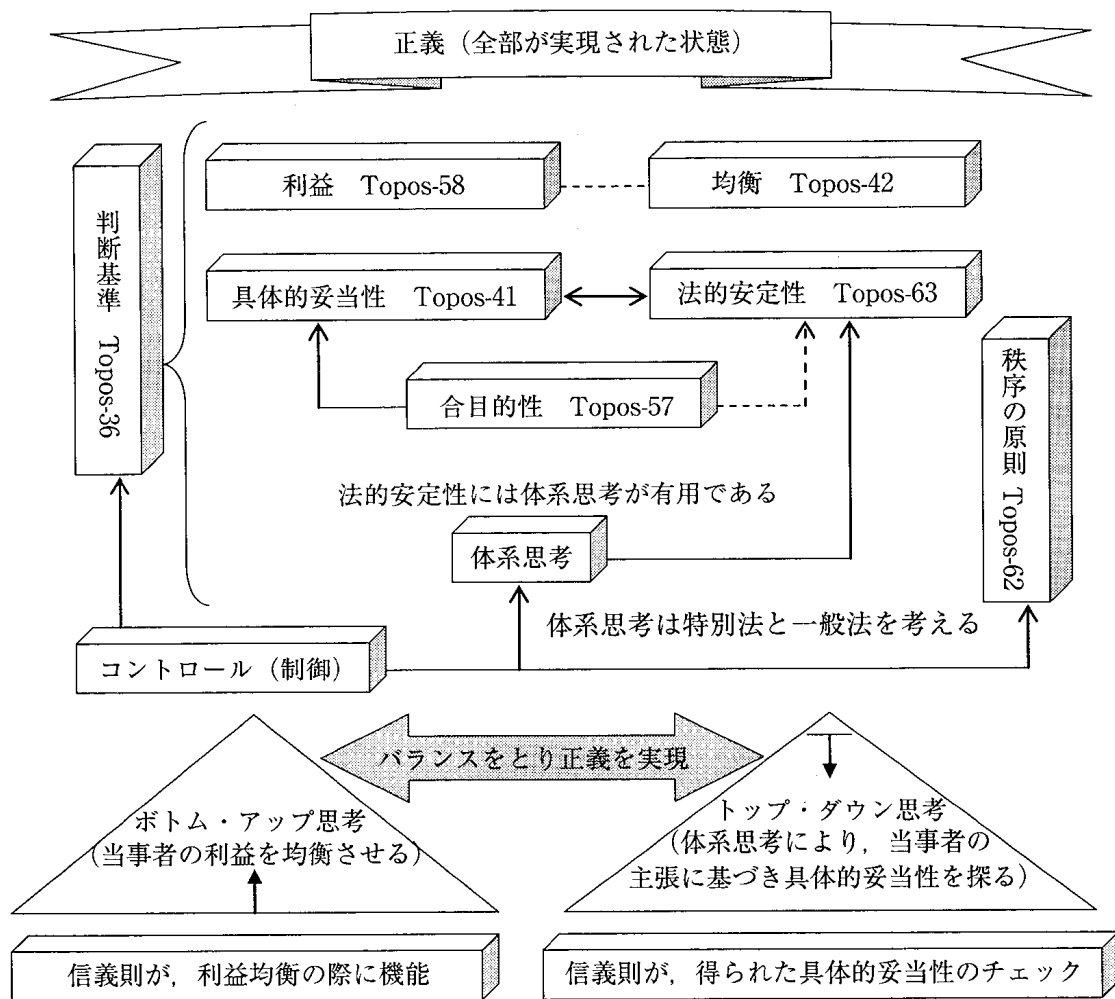 正義（全部が実現された状態）
判断基準 Topos-36
利益 Topos-58
均衡 Topos-42
具体的妥当性 Topos-41
法的安定性 Topos-63
合目的性 Topos-57
秩序の原則 Topos-62
法的安定性には体系思考が有用である
体系思考
体系思考は特別法と一般法を考える
コントロール（制御）
バランスをとり正義を実現
ボトム・アップ思考
（当事者の利益を均衡させる）
トップ・ダウン思考
（体系思考により，当事者の
主張に基づき具体的妥当性を探る）
信義則が，利益均衡の際に機能
信義則が，得られた具体的妥当性のチェック